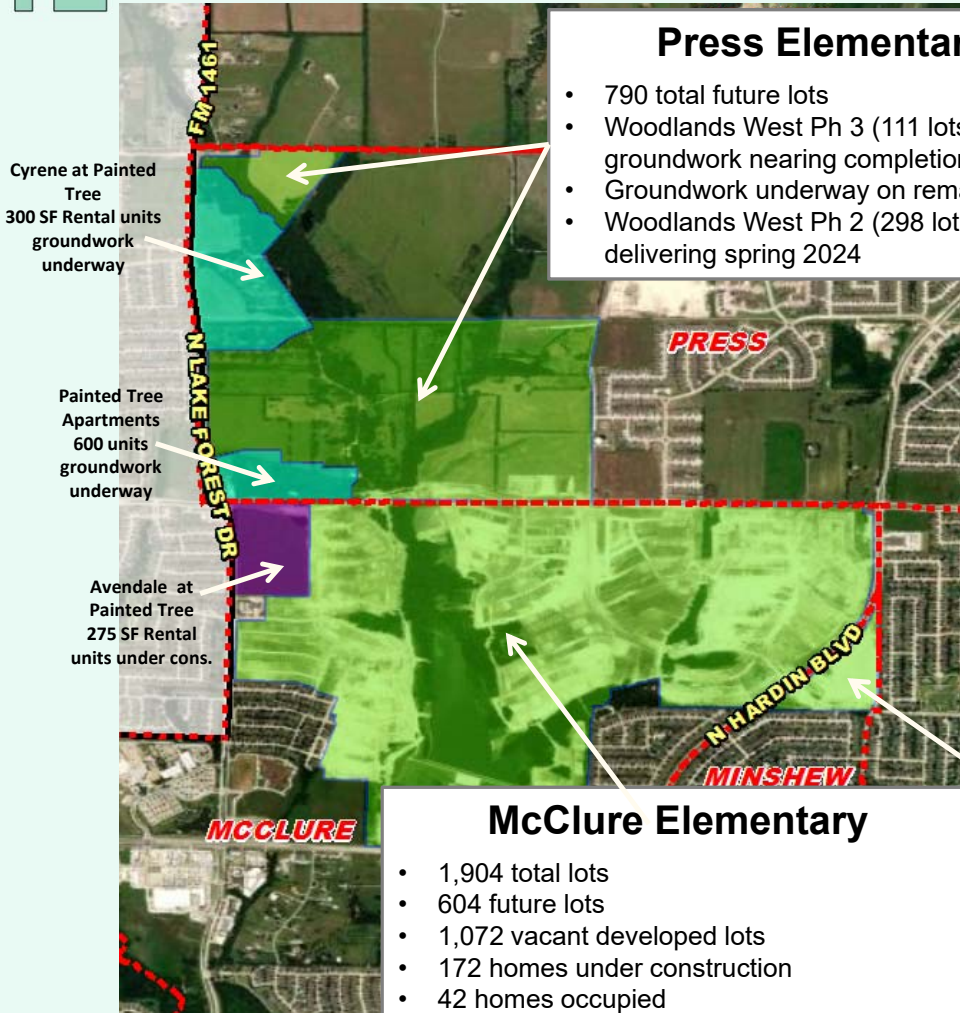 Press Elementar
• 790 total future lots
• Woodlands West Ph 3 (111 lots
groundwork nearing completion
• Groundwork underway on rema
• Woodlands West Ph 2 (298 lot
delivering spring 2024
FM 1461
Cyrene at Painted
Tree
300 SF Rental units
groundwork
underway
PRESS
N LAKE FOREST DR
Painted Tree
Apartments
600 units
groundwork
underway
Avendale at
Painted Tree
275 SF Rental
units under cons.
N HARDIN BLVD
MINSHEW
MCCLURE
McClure Elementary
• 1,904 total lots
• 604 future lots
• 1,072 vacant developed lots
• 172 homes under construction
• 42 homes occupied